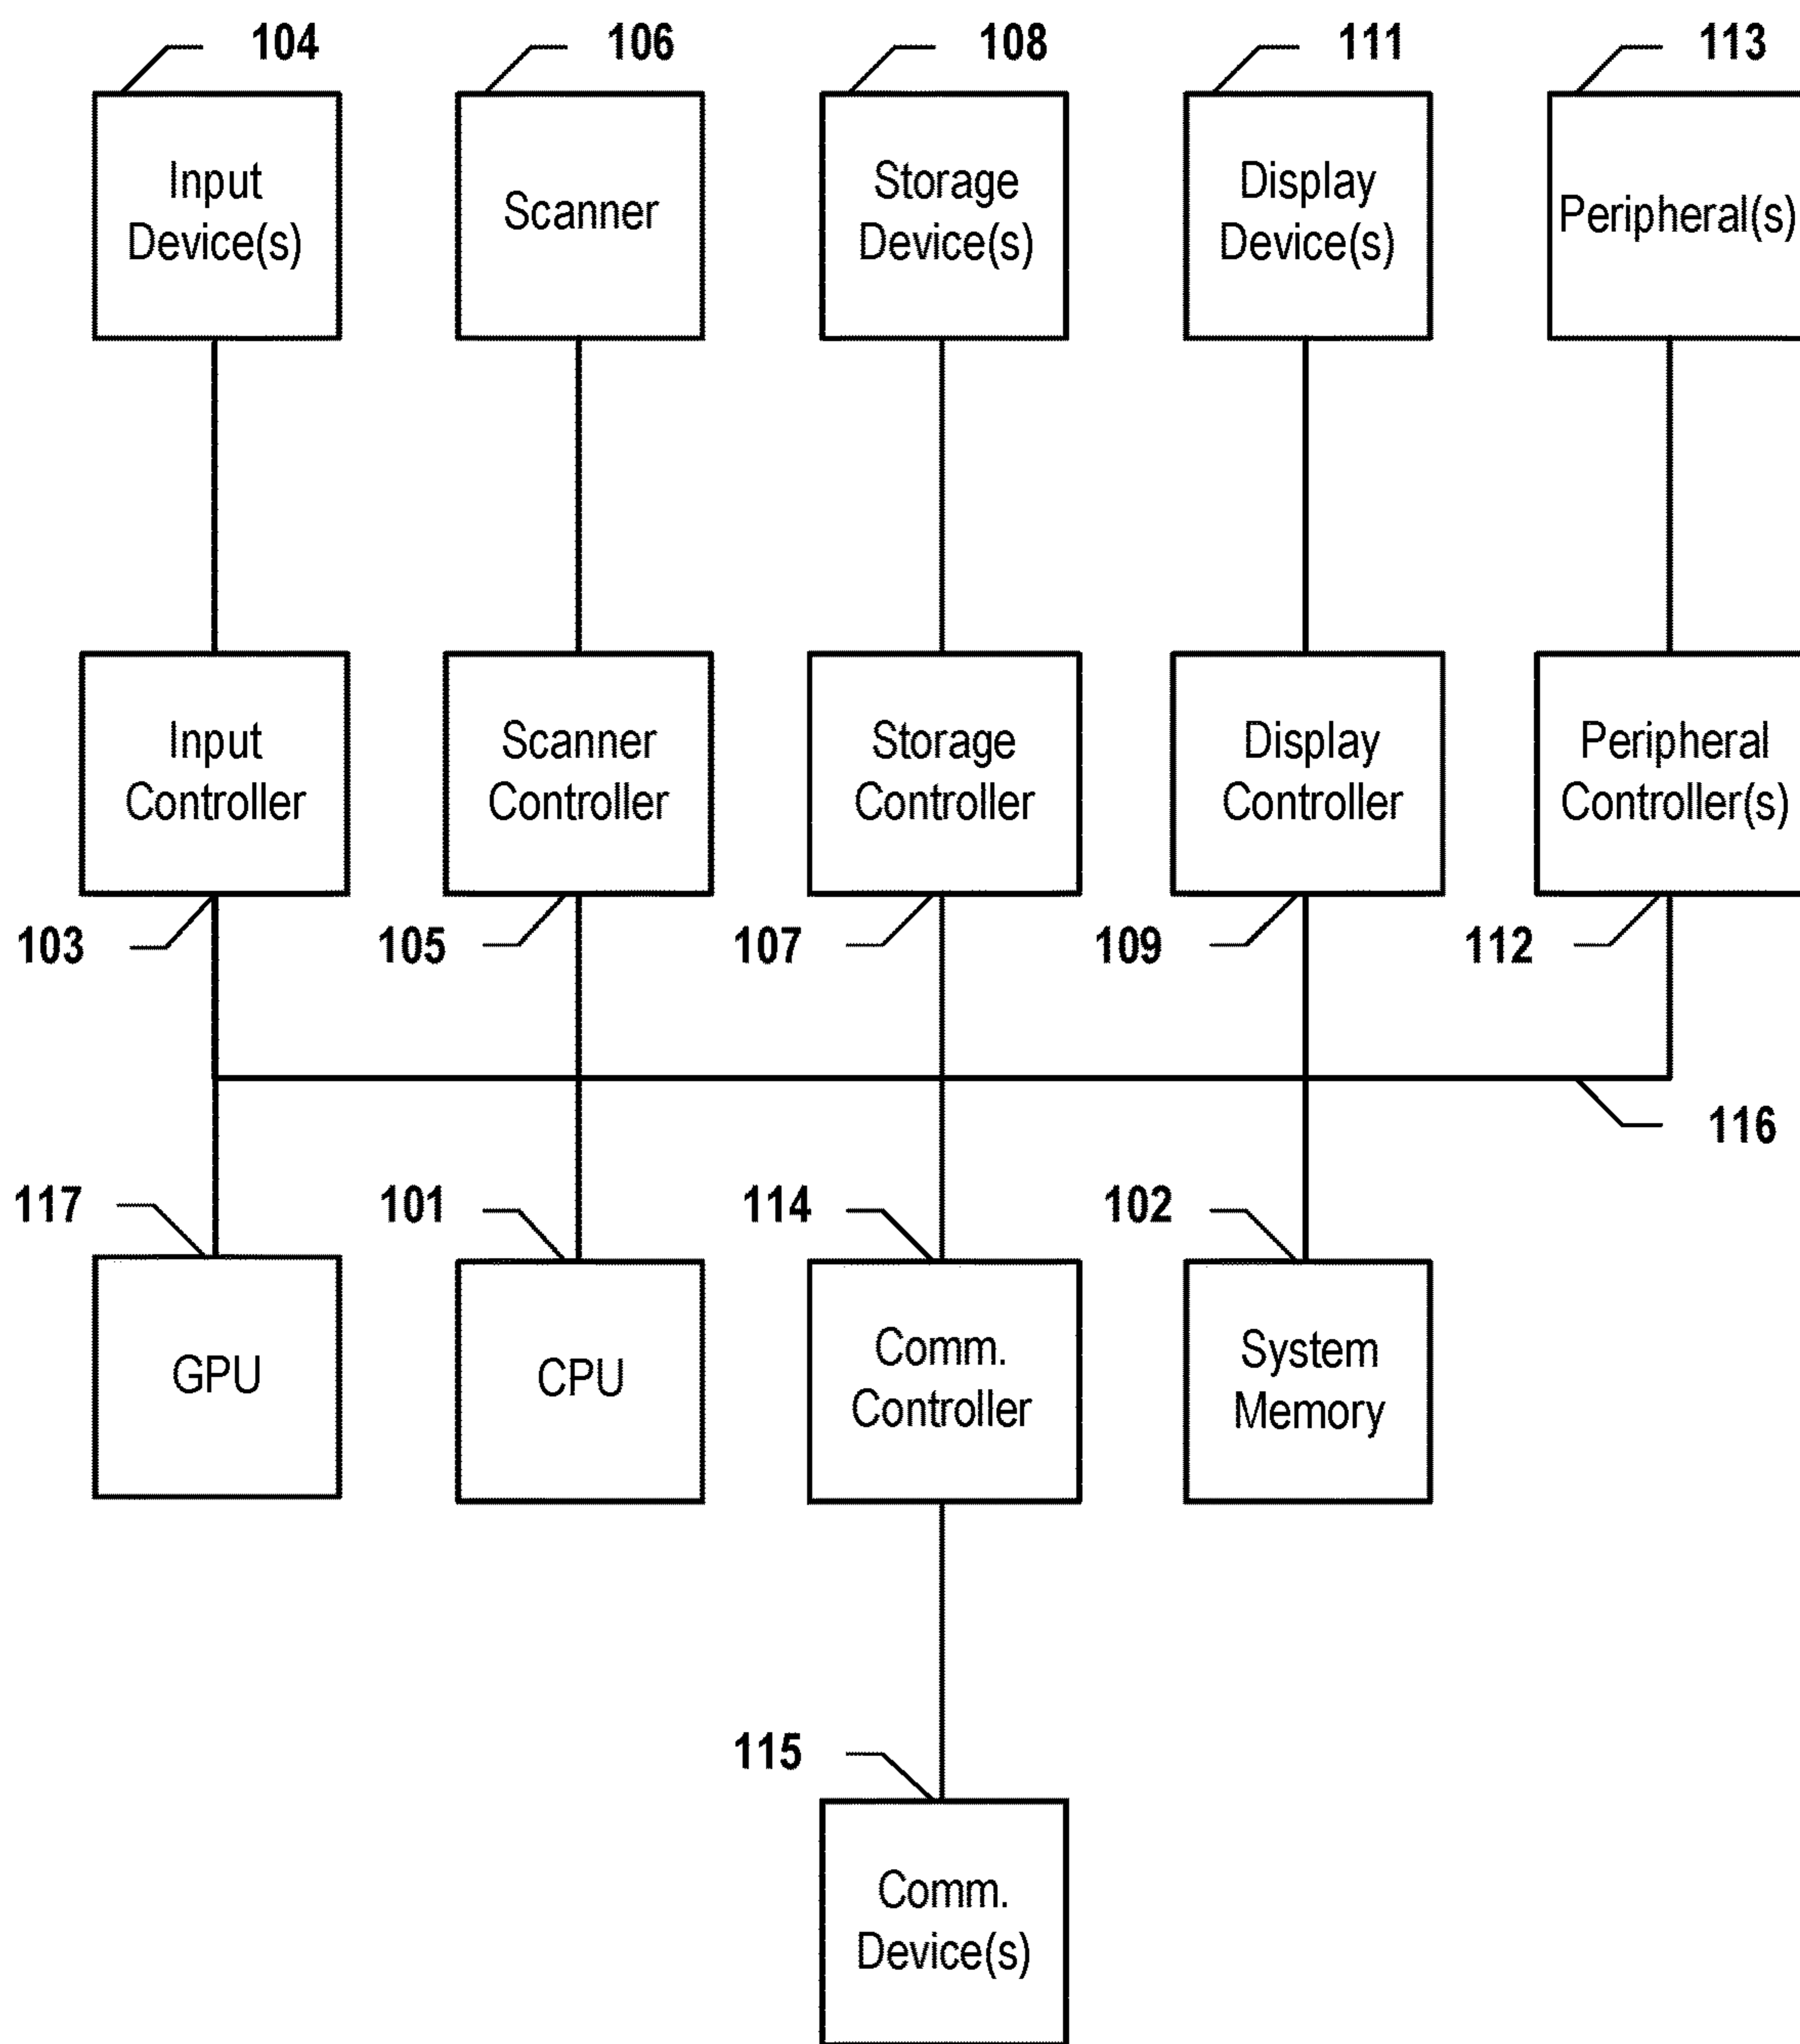 104
106
108
111
113
Input
Device(s)
Scanner
Storage
Device(s)
Display
Device(s)
Peripheral(s)
Input
Controller
Scanner
Controller
Storage
Controller
Display
Controller
Peripheral
Controller(s)
103
105
107
109
112
116
117
101
114
102
GPU
CPU
Comm.
Controller
System
Memory
115
Comm.
Device(s)